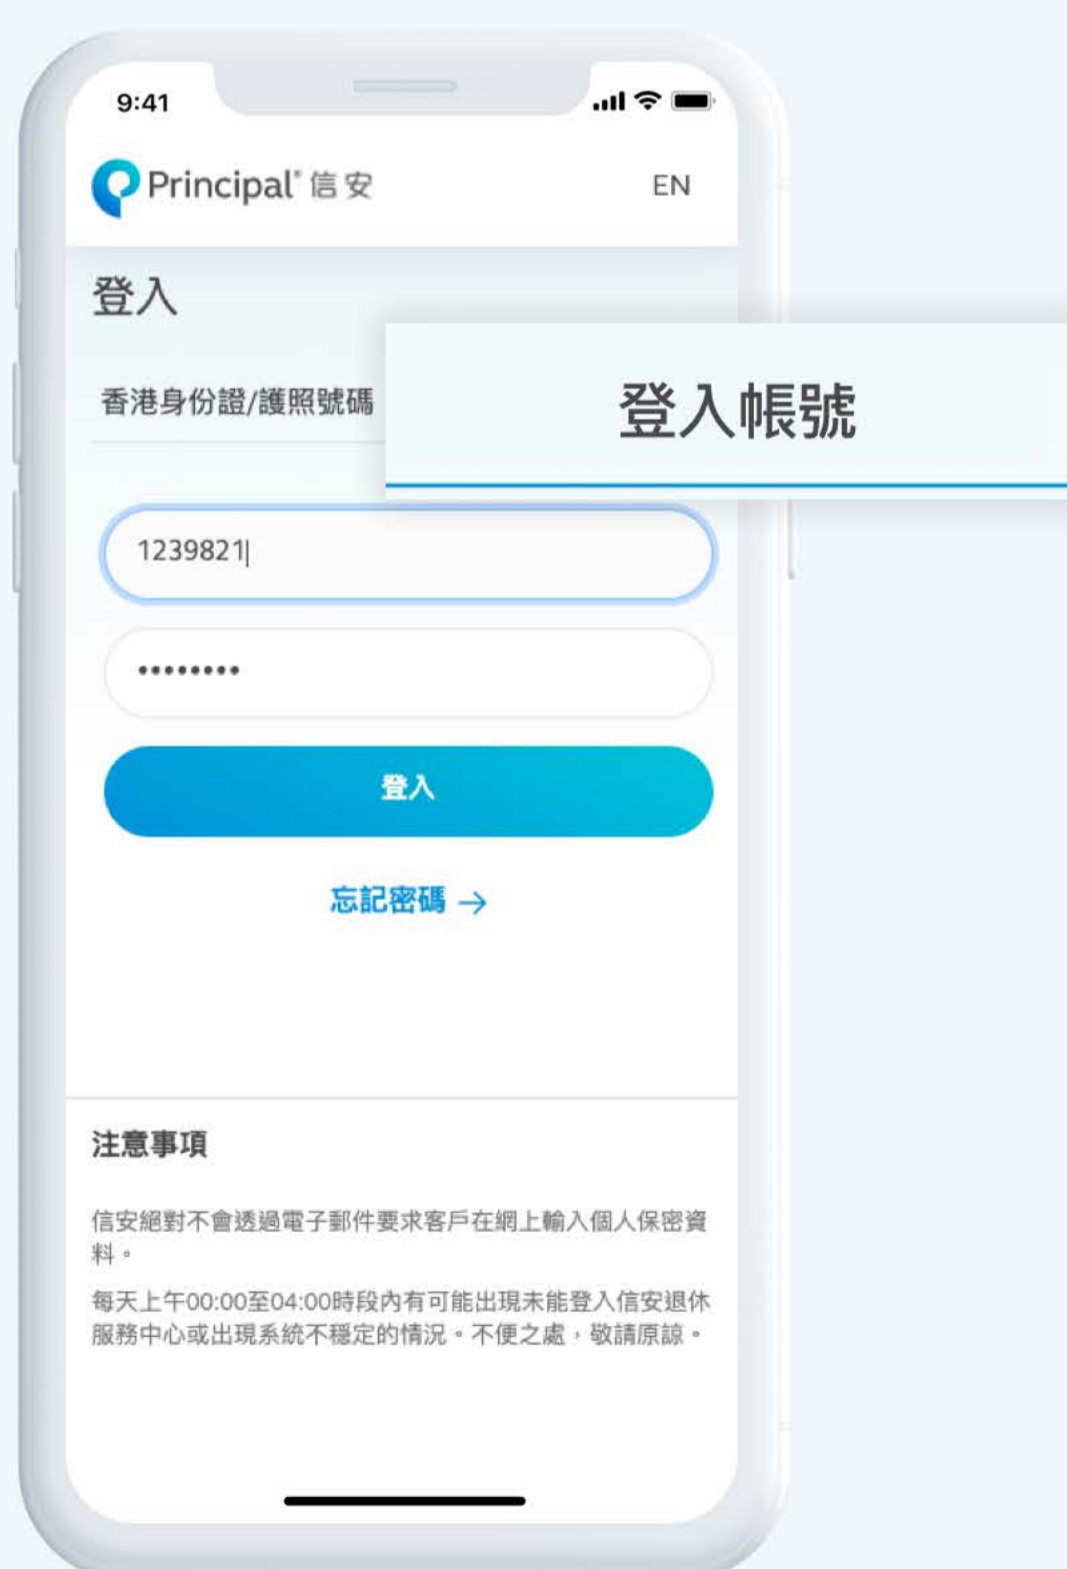 9:41
Principal® 信安
EN
登入
香港身份證/護照號碼
登入帳號
1239821
••••••••
登入
忘記密碼 →
注意事項
信安絕對不會透過電子郵件要求客戶在網上輸入個人保密資
料。
每天上午00:00至04:00時段內有可能出現未能登入信安退休
服務中心或出現系統不穩定的情況。不便之處，敬請原諒。